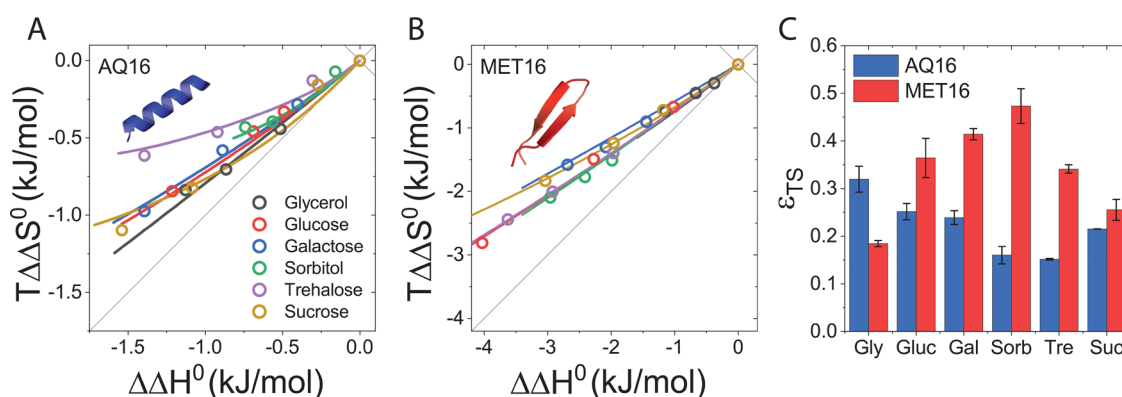 A
AQ16
TΔΔS⁰ (kJ/mol)
0.0
-0.5
-1.0
-1.5
Glycerol
Glucose
Galactose
Sorbitol
Trehalose
Sucrose
-1.5 -1.0 -0.5 0.0
ΔΔH⁰ (kJ/mol)
B
MET16
TΔΔS⁰ (kJ/mol)
0
-1
-2
-3
-4
-4 -3 -2 -1 0
ΔΔH⁰ (kJ/mol)
C
AQ16
MET16
εTS
0.6
0.5
0.4
0.3
0.2
0.1
0.0
Gly Gluc Gal Sorb Tre Suc